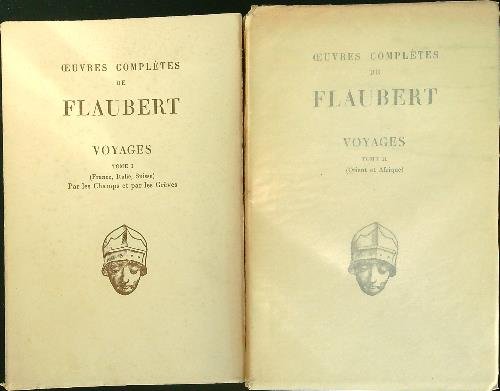 ŒUVRES COMPLÈTES
DE
FLAUBERT
VOYAGES
TOME I
(France, Italie, Suisse)
Par les Champs et par les Grèves
ŒUVRES COMPLÈTES
DE
FLAUBERT
VOYAGES
TOME II
(Orient et Afrique)